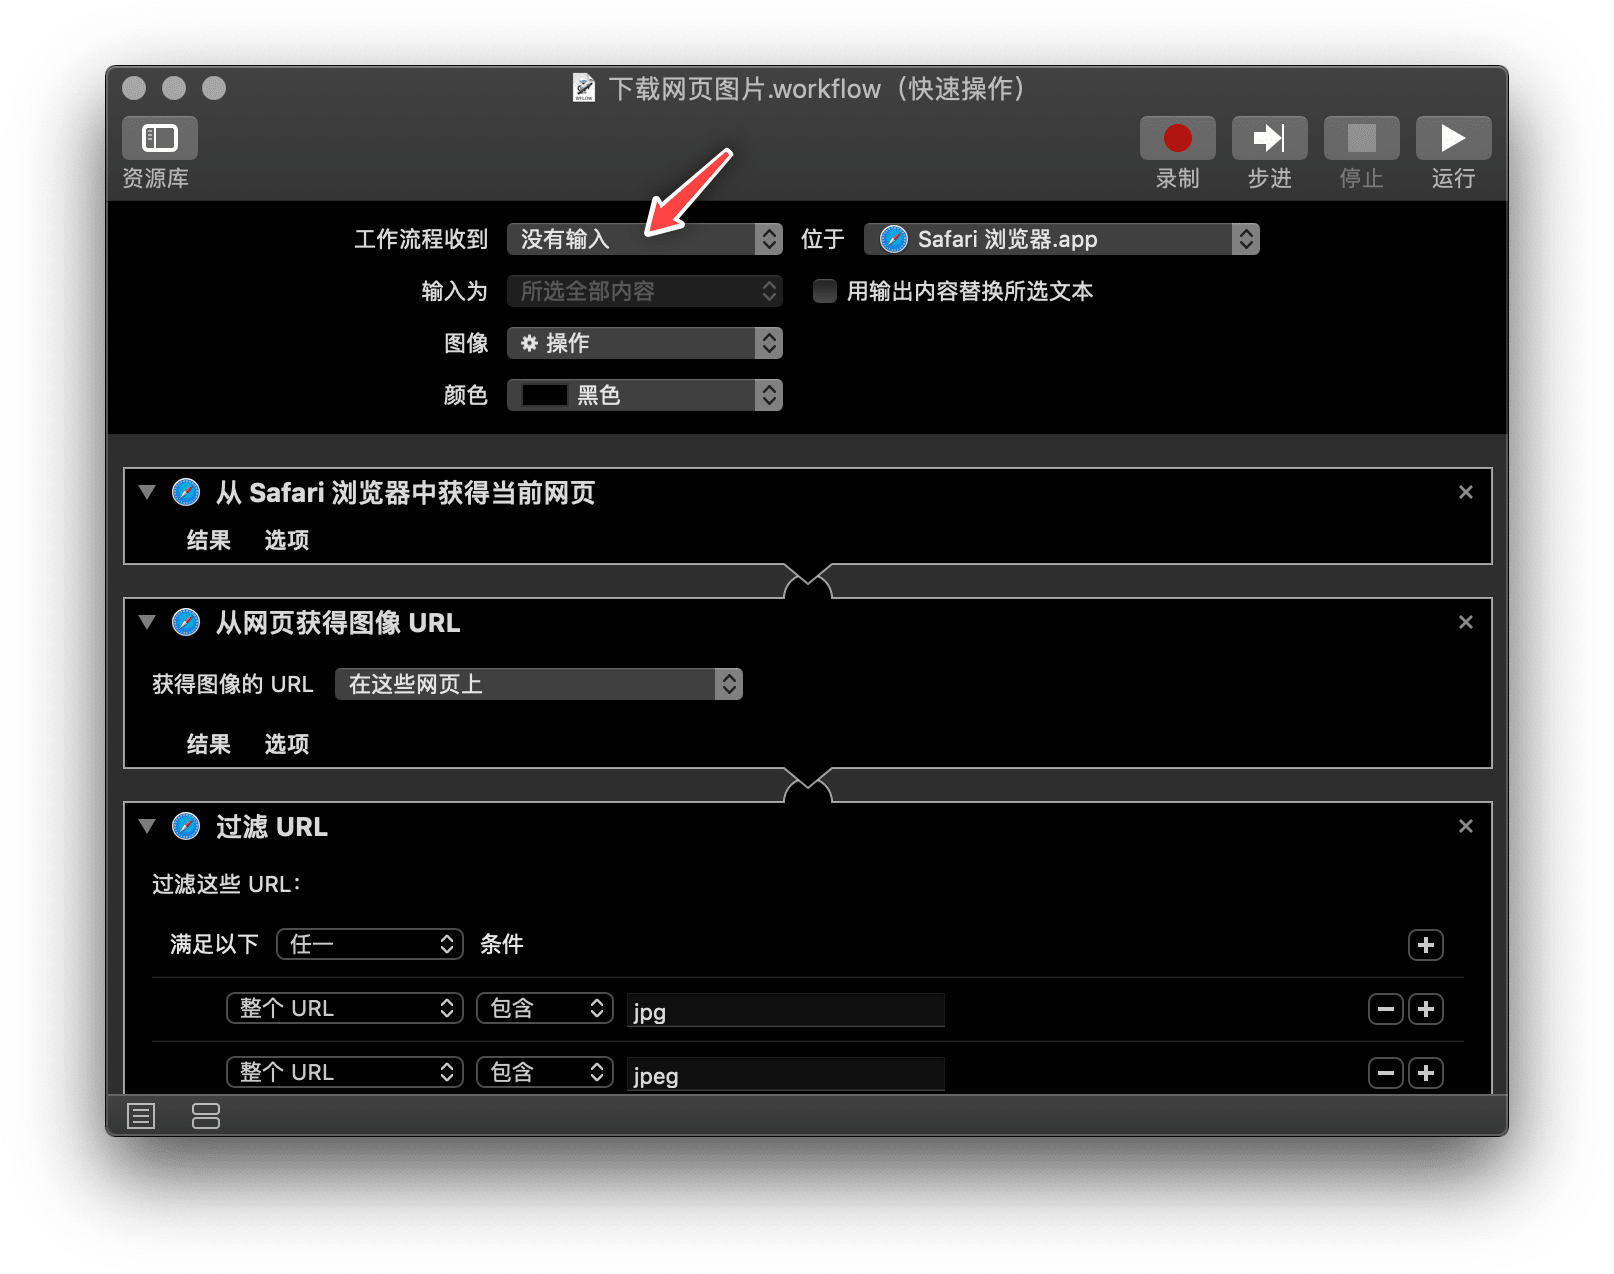 下载网页图片.workflow（快速操作）
资源库
录制 步进 停止 运行
工作流程收到 没有输入 位于 Safari 浏览器.app
输入为 所选全部内容 用输出内容替换所选文本
图像 操作
颜色 黑色
从 Safari 浏览器中获得当前网页
结果 选项
从网页获得图像 URL
获得图像的 URL 在这些网页上
结果 选项
过滤 URL
过滤这些 URL：
满足以下 任一 条件
整个 URL 包含 jpg
整个 URL 包含 jpeg